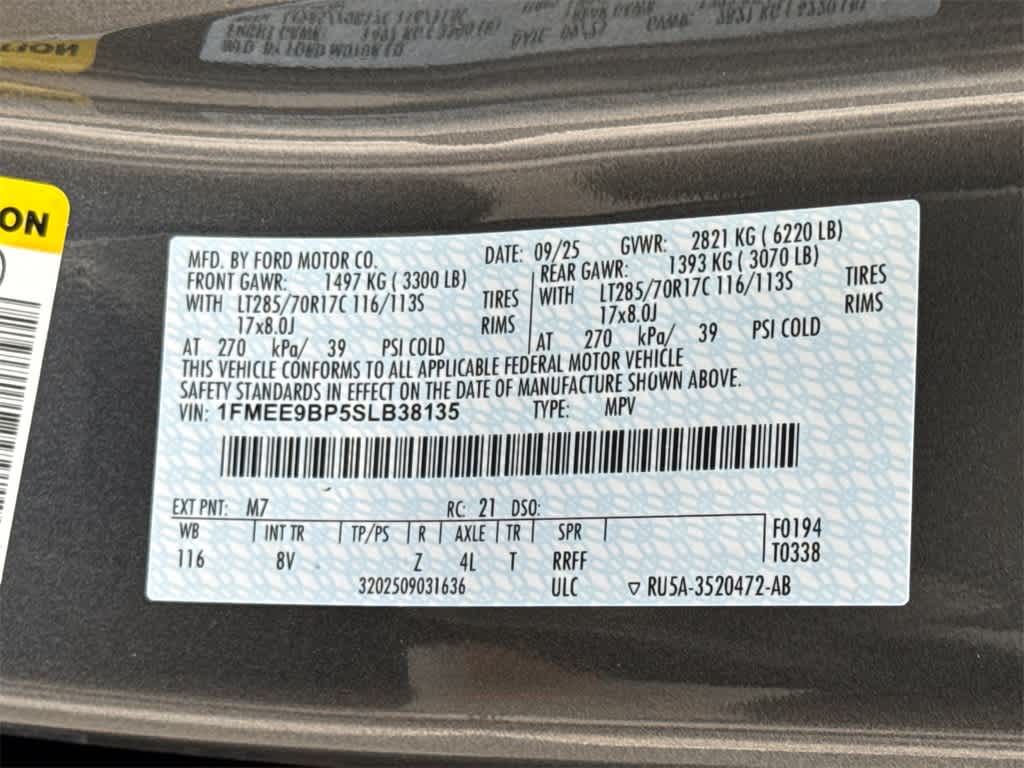 ON
MFD. BY FORD MOTOR CO. DATE: 09/25 GVWR: 2821 KG ( 6220 LB)
FRONT GAWR: 1497 KG ( 3300 LB) REAR GAWR: 1393 KG ( 3070 LB)
WITH LT285/70R17C 116/113S TIRES WITH LT285/70R17C 116/113S TIRES
17x8.0J RIMS 17x8.0J RIMS
AT 270 kPa/ 39 PSI COLD AT 270 kPa/ 39 PSI COLD
THIS VEHICLE CONFORMS TO ALL APPLICABLE FEDERAL MOTOR VEHICLE
SAFETY STANDARDS IN EFFECT ON THE DATE OF MANUFACTURE SHOWN ABOVE.
VIN: 1FMEE9BP5SLB38135 TYPE: MPV
EXT PNT: M7 RC: 21 DSO:
WB INT TR TP/PS R AXLE TR SPR F0194
116 8V Z 4L T RRFF T0338
3202509031636 ULC ▽ RU5A-3520472-AB